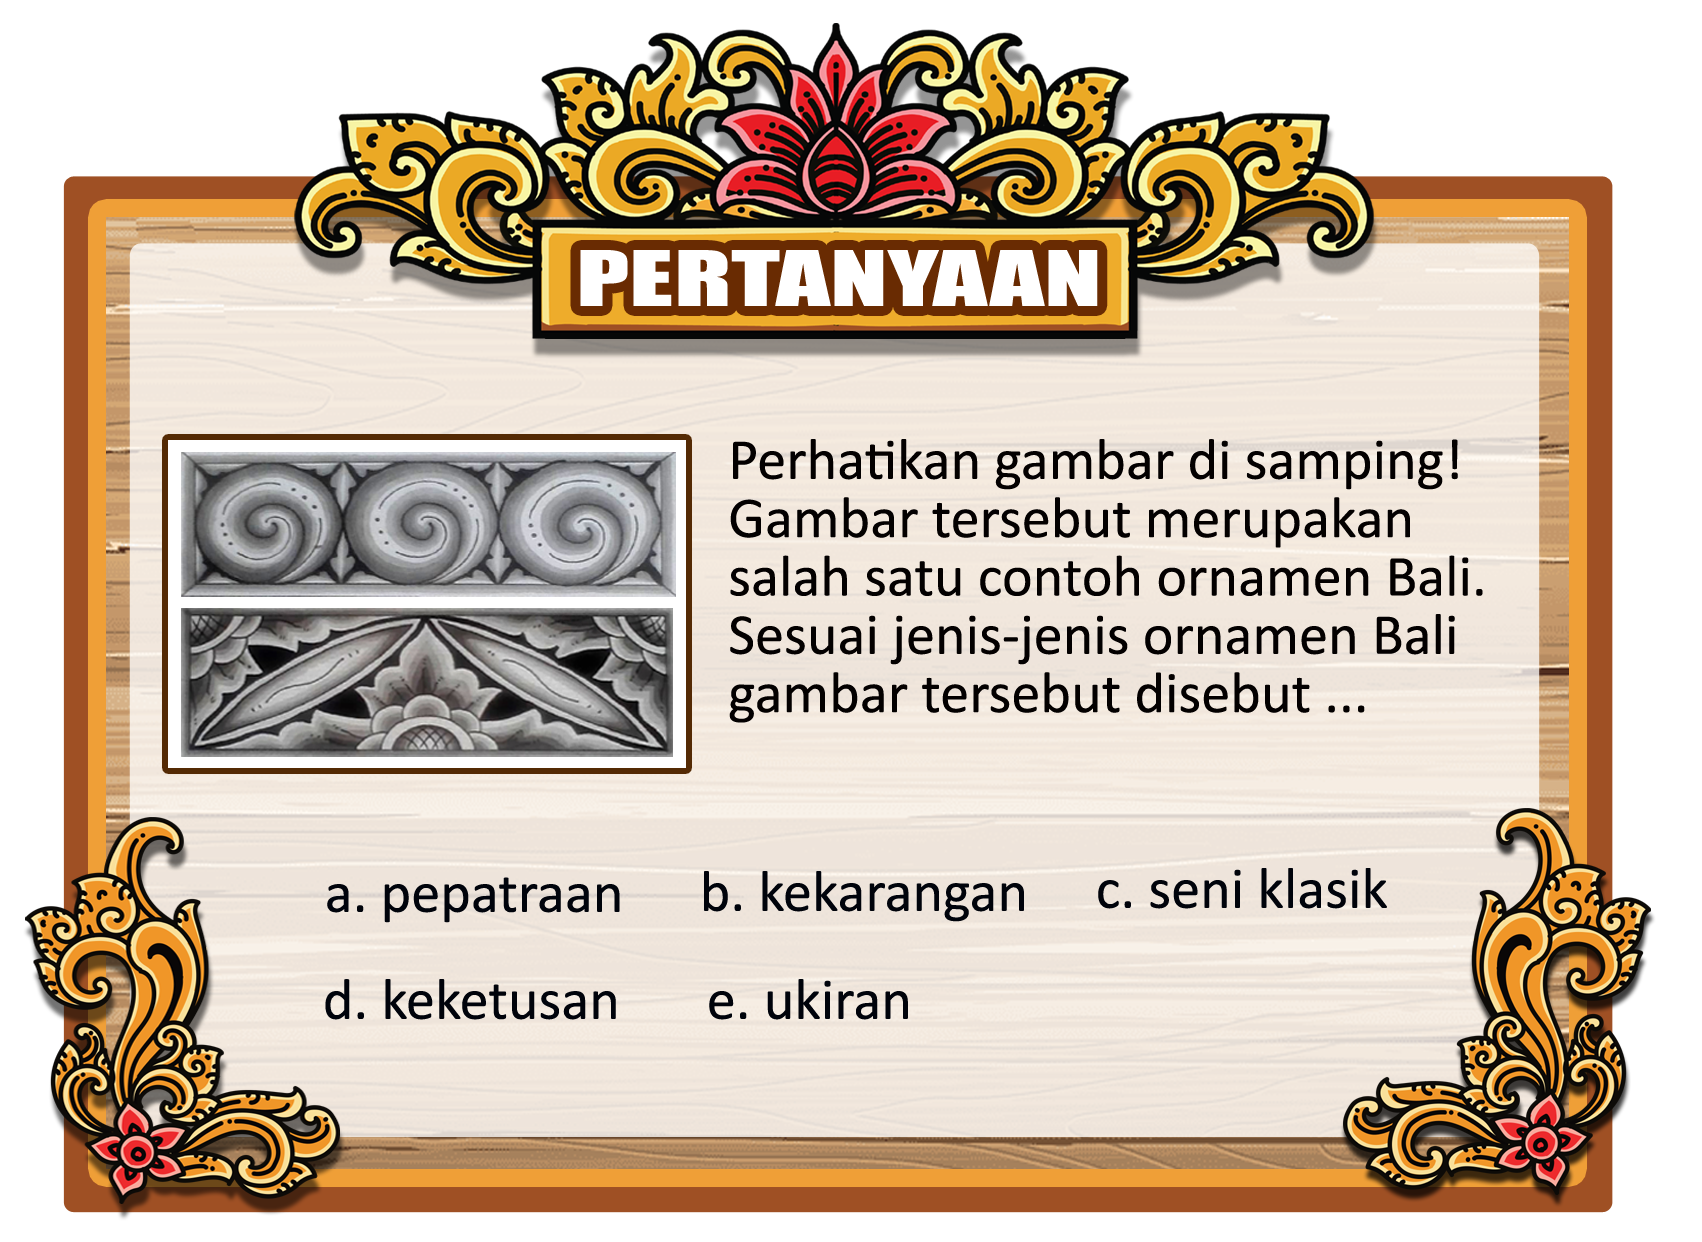 PERTANYAAN
Perhatikan gambar di samping!
Gambar tersebut merupakan
salah satu contoh ornamen Bali.
Sesuai jenis-jenis ornamen Bali
gambar tersebut disebut ...
a. pepatraan b. kekarangan c. seni klasik
d. keketusan e. ukiran